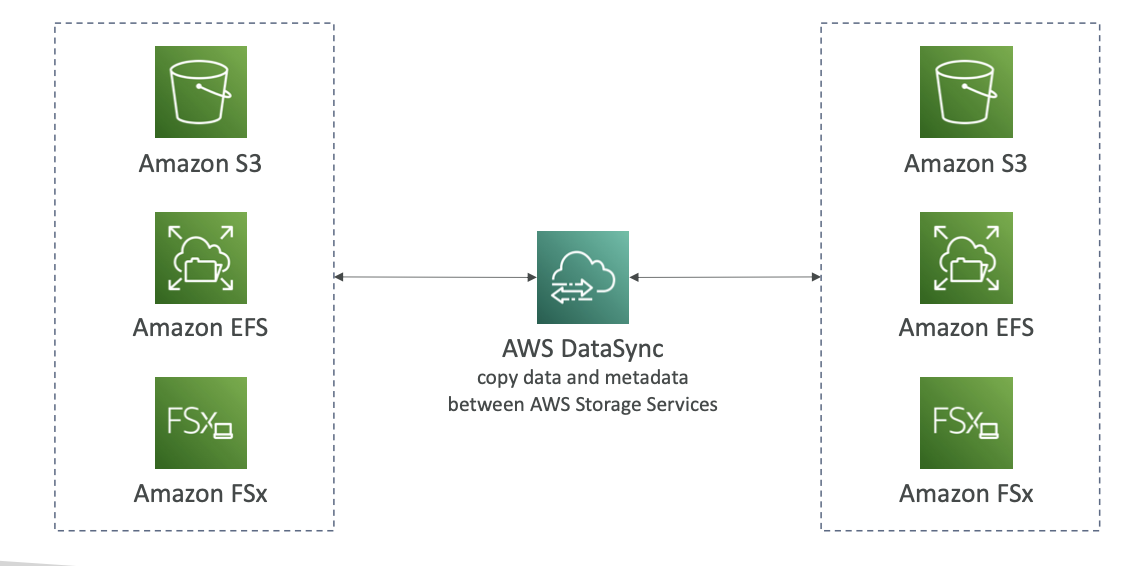 Amazon S3
Amazon EFS
FSx
Amazon FSx
AWS DataSync
copy data and metadata
between AWS Storage Services
Amazon S3
Amazon EFS
FSx
Amazon FSx